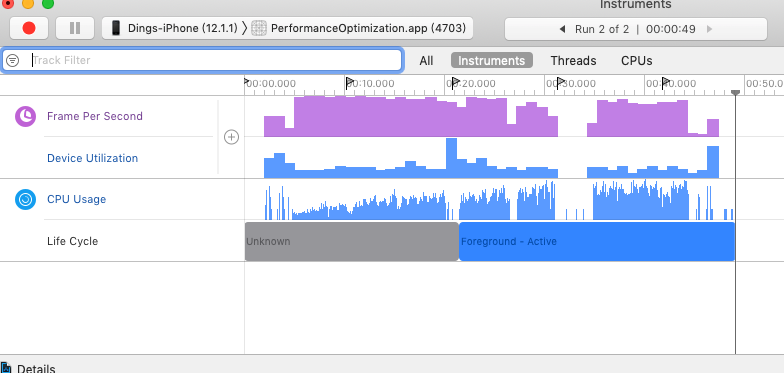 Instruments
Dings-iPhone (12.1.1) PerformanceOptimization.app (4703)
Run 2 of 2 | 00:00:49
Track Filter
All Instruments Threads CPUs
00:00.000 00:10.000 00:20.000 00:30.000 00:40.000 00:50.00
Frame Per Second
Device Utilization
CPU Usage
Life Cycle
Unknown
Foreground - Active
Details